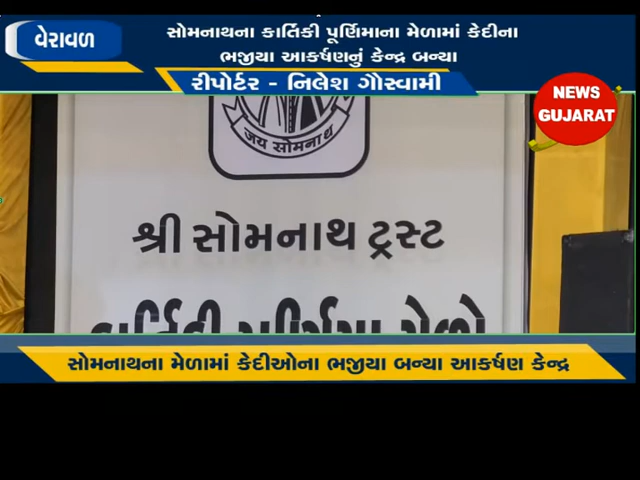 વેરાવળ
સોમનાથના કાર્તિકી પૂર્ણિમાના મેળામાં કેદીના
ભજીયા આકર્ષણનું કેન્દ્ર બન્યા
રીપોર્ટર - નિલેશ ગૌસ્વામી
NEWS
GUJARAT
જય સોમનાથ
શ્રી સોમનાથ ટ્રસ્ટ
સોમનાથના મેળામાં કેદીઓના ભજીયા બન્યા આકર્ષણ કેન્દ્ર